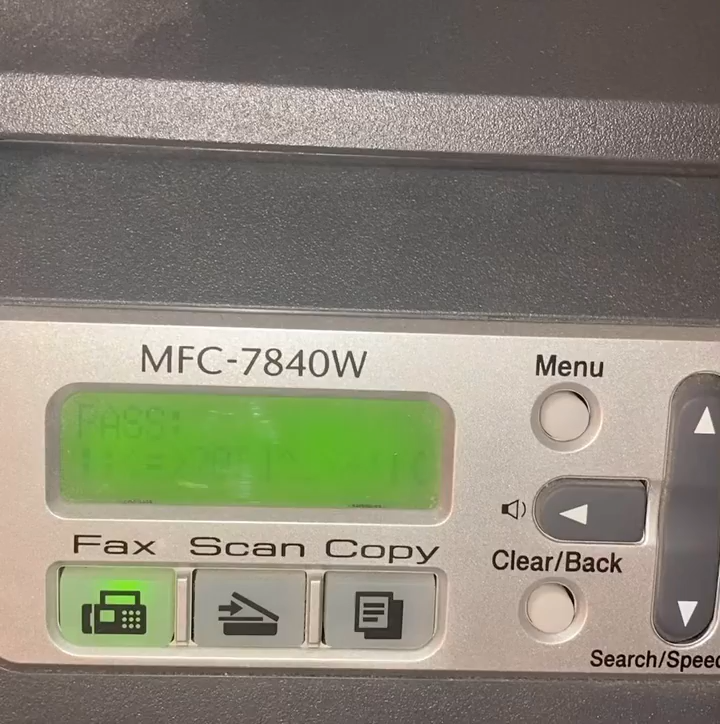 MFC-7840W
Menu
PASS:
Fax Scan Copy
Clear/Back
Search/Speed